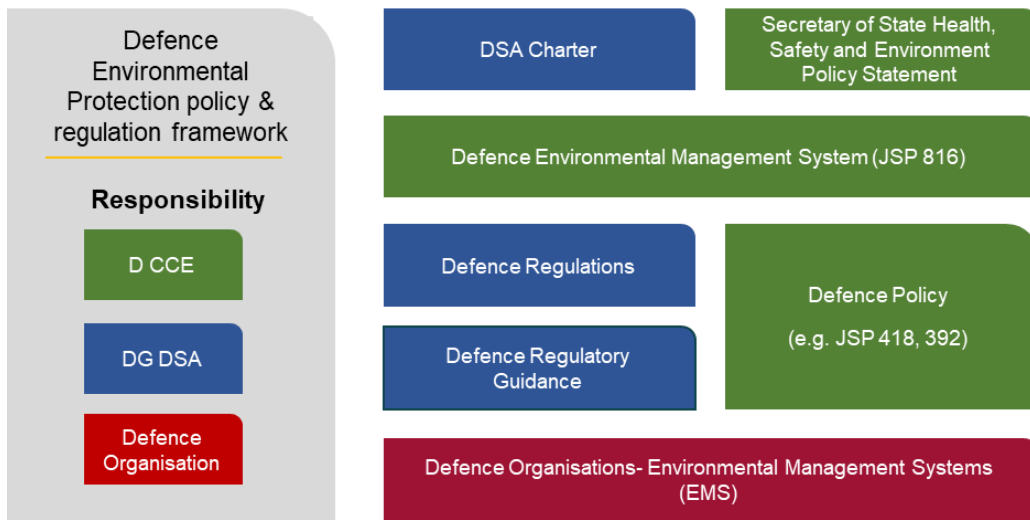 Defence
Environmental
Protection policy &
regulation framework
Responsibility
D CCE
DG DSA
Defence
Organisation
DSA Charter
Secretary of State Health,
Safety and Environment
Policy Statement
Defence Environmental Management System (JSP 816)
Defence Regulations
Defence Regulatory
Guidance
Defence Policy
(e.g. JSP 418, 392)
Defence Organisations- Environmental Management Systems
(EMS)